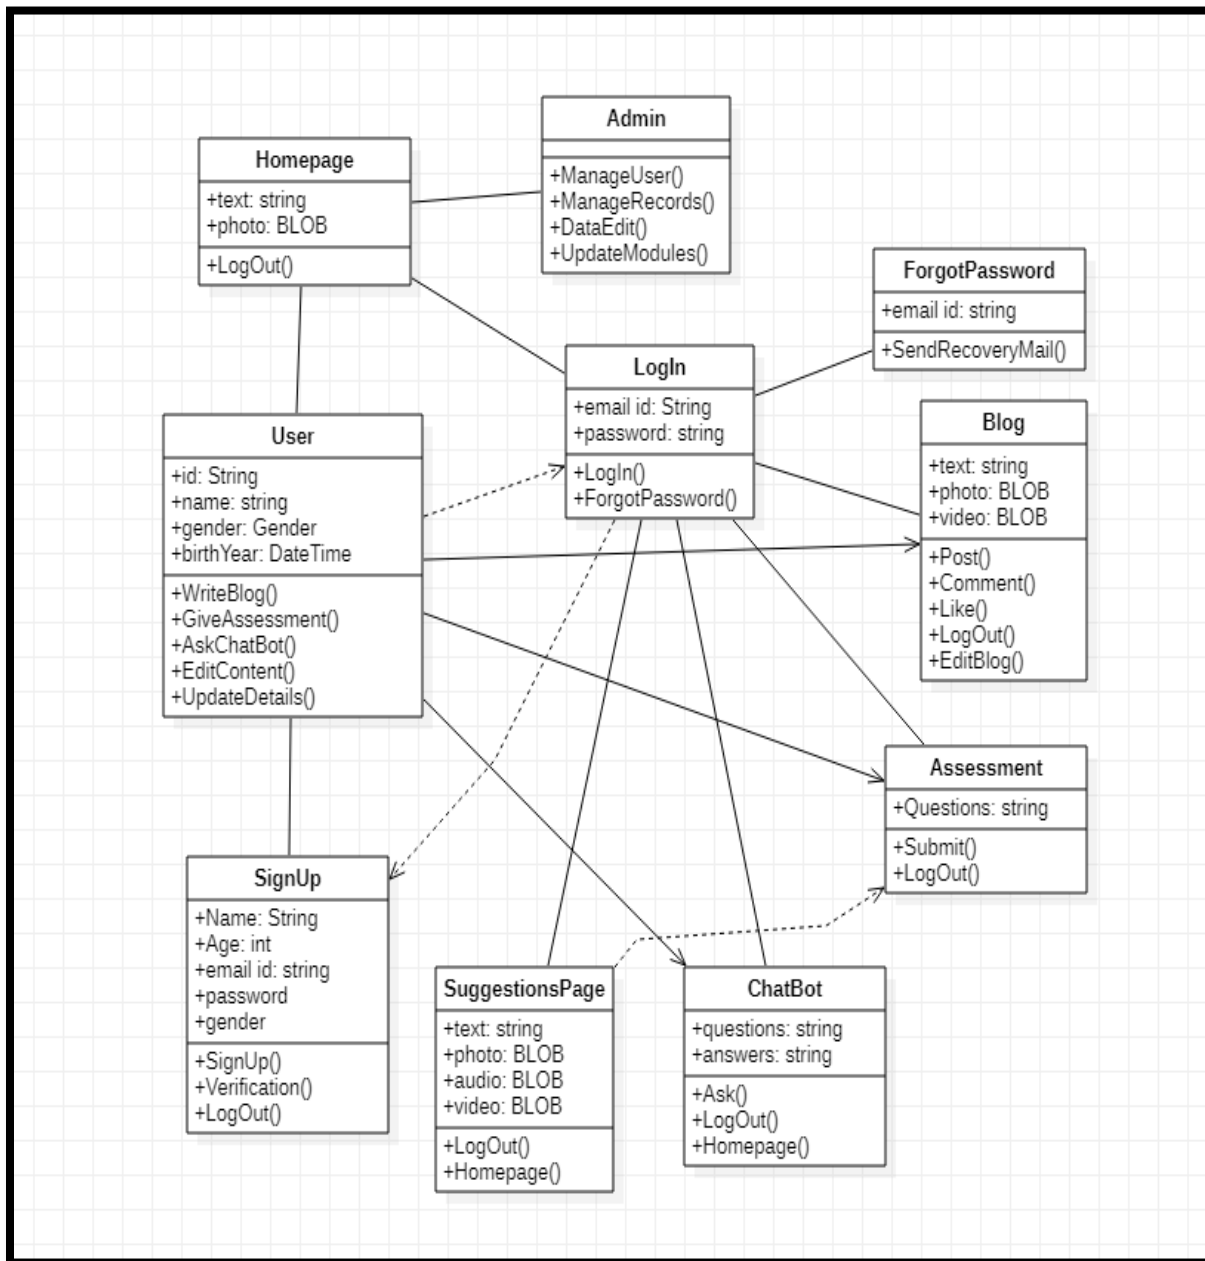 Admin
+ManageUser()
+ManageRecords()
+DataEdit()
+UpdateModules()
Homepage
+text: string
+photo: BLOB
+LogOut()
ForgotPassword
+email id: string
+SendRecoveryMail()
LogIn
+email id: String
+password: string
+LogIn()
+ForgotPassword()
User
+id: String
+name: string
+gender: Gender
+birthYear: DateTime
+WriteBlog()
+GiveAssessment()
+AskChatBot()
+EditContent()
+UpdateDetails()
Blog
+text: string
+photo: BLOB
+video: BLOB
+Post()
+Comment()
+Like()
+LogOut()
+EditBlog()
Assessment
+Questions: string
+Submit()
+LogOut()
SignUp
+Name: String
+Age: int
+email id: string
+password
+gender
+SignUp()
+Verification()
+LogOut()
SuggestionsPage
+text: string
+photo: BLOB
+audio: BLOB
+video: BLOB
+LogOut()
+Homepage()
ChatBot
+questions: string
+answers: string
+Ask()
+LogOut()
+Homepage()